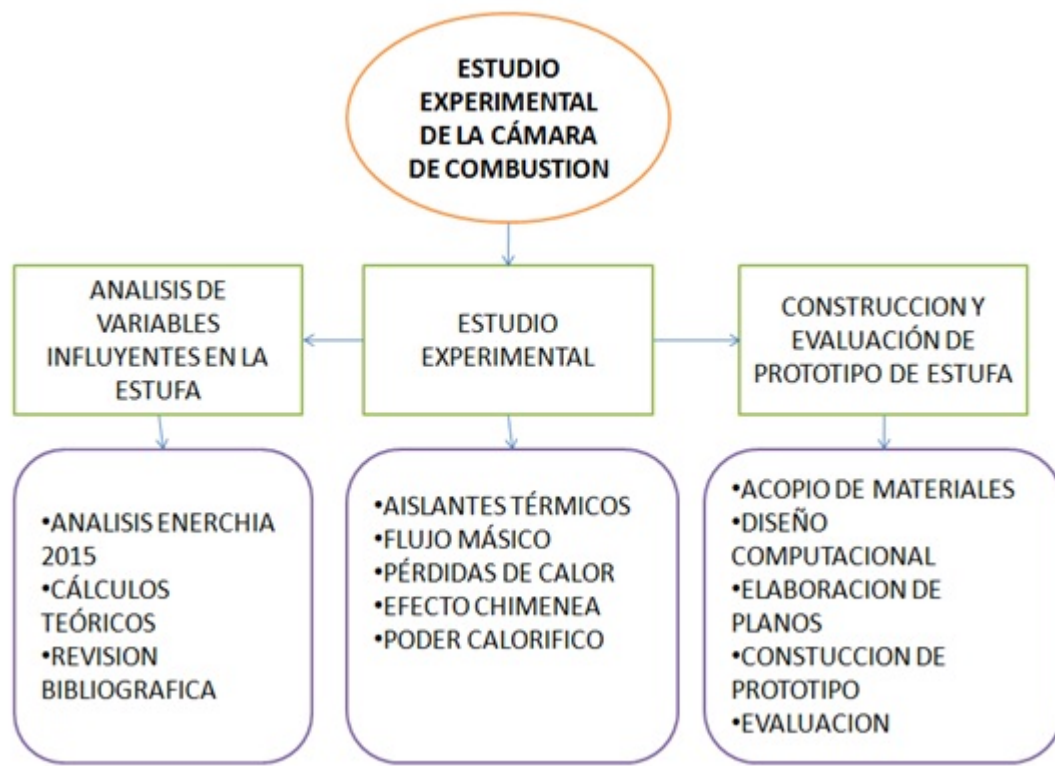 ESTUDIO
EXPERIMENTAL
DE LA CÁMARA
DE COMBUSTION
ANALISIS DE
VARIABLES
INFLUYENTES EN LA
ESTUFA
ESTUDIO
EXPERIMENTAL
CONSTRUCCION Y
EVALUACIÓN DE
PROTOTIPO DE ESTUFA
•ANALISIS ENERCHIA
2015
•CÁLCULOS
TEÓRICOS
•REVISION
BIBLIOGRAFICA
•AISLANTES TÉRMICOS
•FLUJO MÁSICO
•PÉRDIDAS DE CALOR
•EFECTO CHIMENEA
•PODER CALORIFICO
•ACOPIO DE MATERIALES
•DISEÑO
COMPUTACIONAL
•ELABORACION DE
PLANOS
•CONSTUCCION DE
PROTOTIPO
•EVALUACION